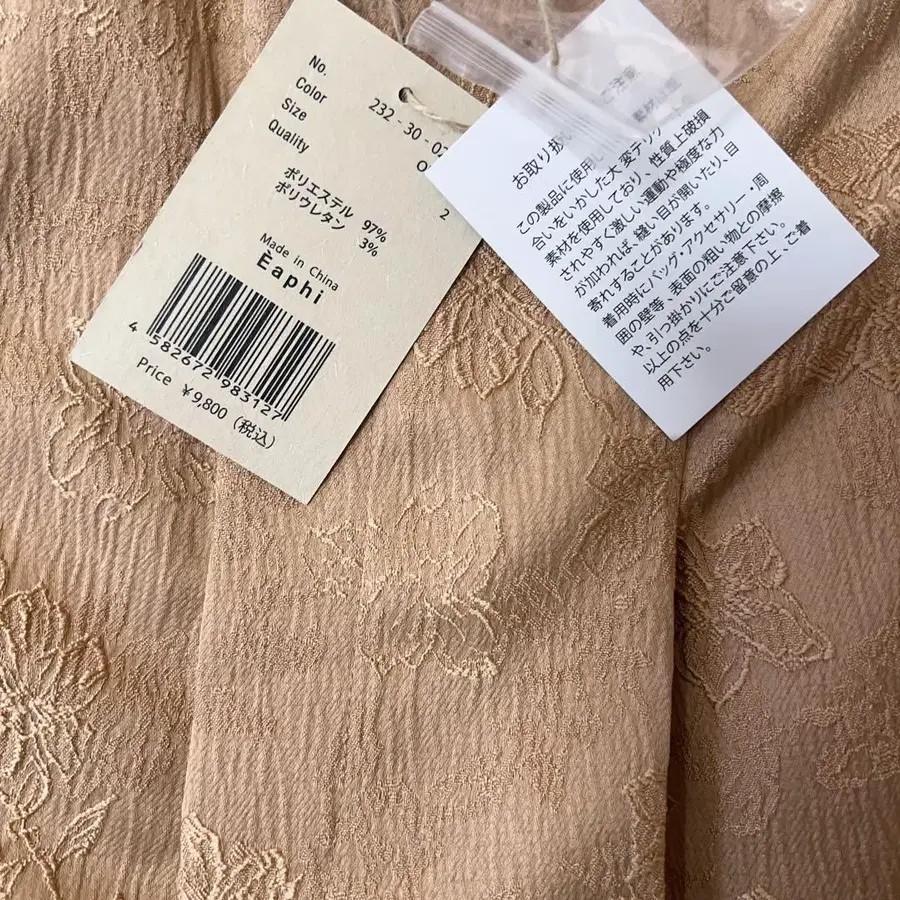 No.
Color
Size
Quality
232-30-02
2
ポリエステル 97%
ポリウレタン 3%
Made in China
Èaphi
4 582672 983127
Price ¥9,800 (税込)
お取り扱い
ご注意
この製品に使用
合いをいかした大変デリケ
素材を使用しており、性質上破損
されやすく激しい運動や極度な力
が加われば、縫い目が開いたり、目
寄れすることがあります。
着用時にバッグ・アクセサリー・周
囲の壁等、表面の粗い物との摩擦
や、引っ掛かりにご注意下さい。
以上の点を十分ご留意の上、ご着
用下さい。